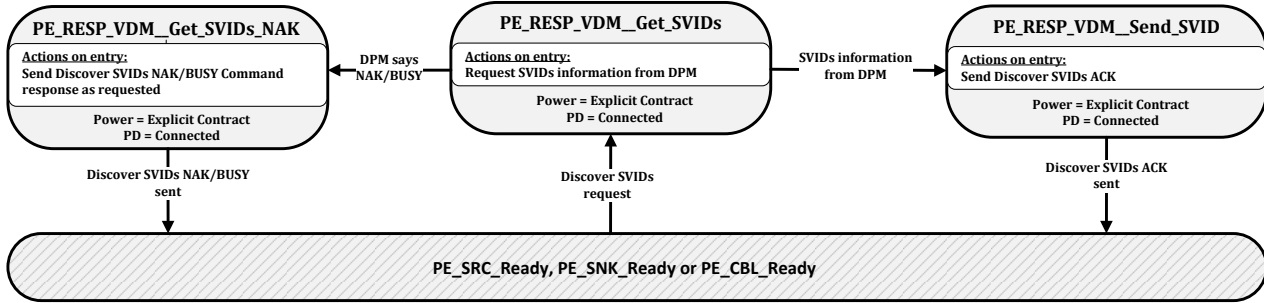 PE_RESP_VDM__Get_SVIDs_NAK
Actions on entry:
Send Discover SVIDs NAK/BUSY Command
response as requested
Power = Explicit Contract
PD = Connected
DPM says
NAK/BUSY
PE_RESP_VDM__Get_SVIDs
Actions on entry:
Request SVIDs information from DPM
Power = Explicit Contract
PD = Connected
SVIDs information
from DPM
PE_RESP_VDM__Send_SVID
Actions on entry:
Send Discover SVIDs ACK
Power = Explicit Contract
PD = Connected
Discover SVIDs NAK/BUSY
sent
Discover SVIDs
request
Discover SVIDs ACK
sent
PE_SRC_Ready, PE_SNK_Ready or PE_CBL_Ready